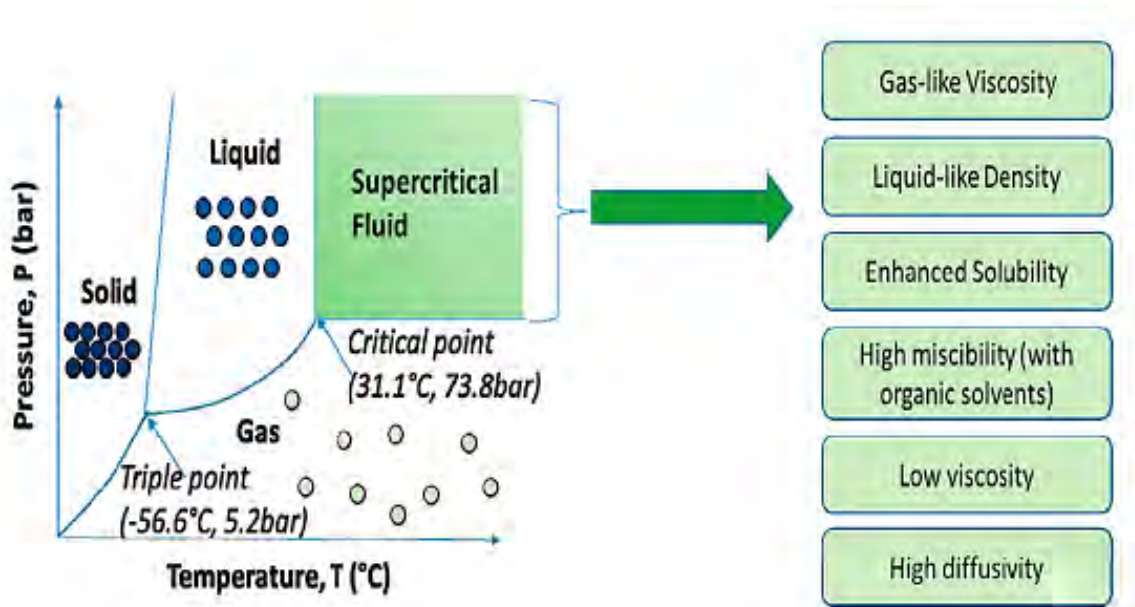 Pressure, P (bar)
Solid
Liquid
Supercritical
Fluid
Critical point
(31.1°C, 73.8bar)
Gas
Triple point
(-56.6°C, 5.2bar)
Temperature, T (°C)
Gas-like Viscosity
Liquid-like Density
Enhanced Solubility
High miscibility (with
organic solvents)
Low viscosity
High diffusivity